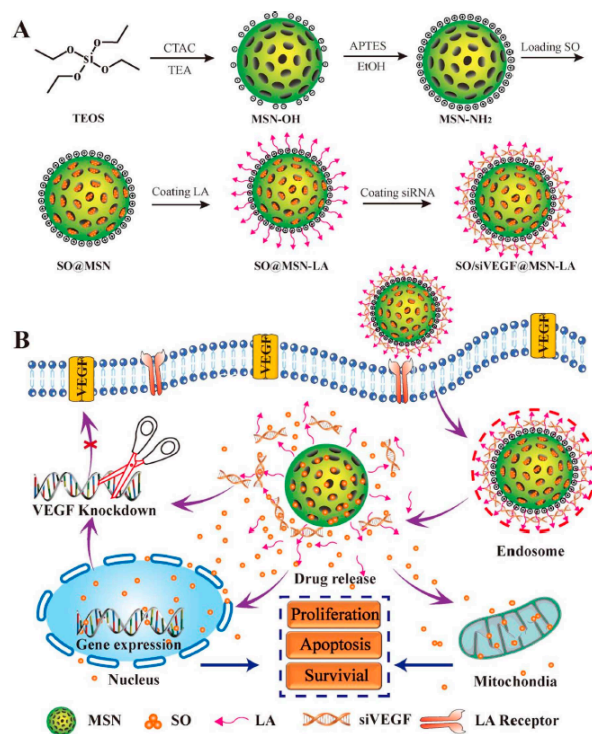 A
CTAC
TEA
APTES
EtOH
Loading SO
O
O
Si
O
O
TEOS
MSN-OH
MSN-NH₂
Coating LA
Coating siRNA
SO@MSN
SO@MSN-LA
SO/siVEGF@MSN-LA
B
VEGF
VEGF
VEGF
VEGF Knockdown
Endosome
Drug release
Gene expression
Nucleus
Proliferation
Apoptosis
Survivial
Mitochondia
MSN
SO
LA
siVEGF
LA Receptor